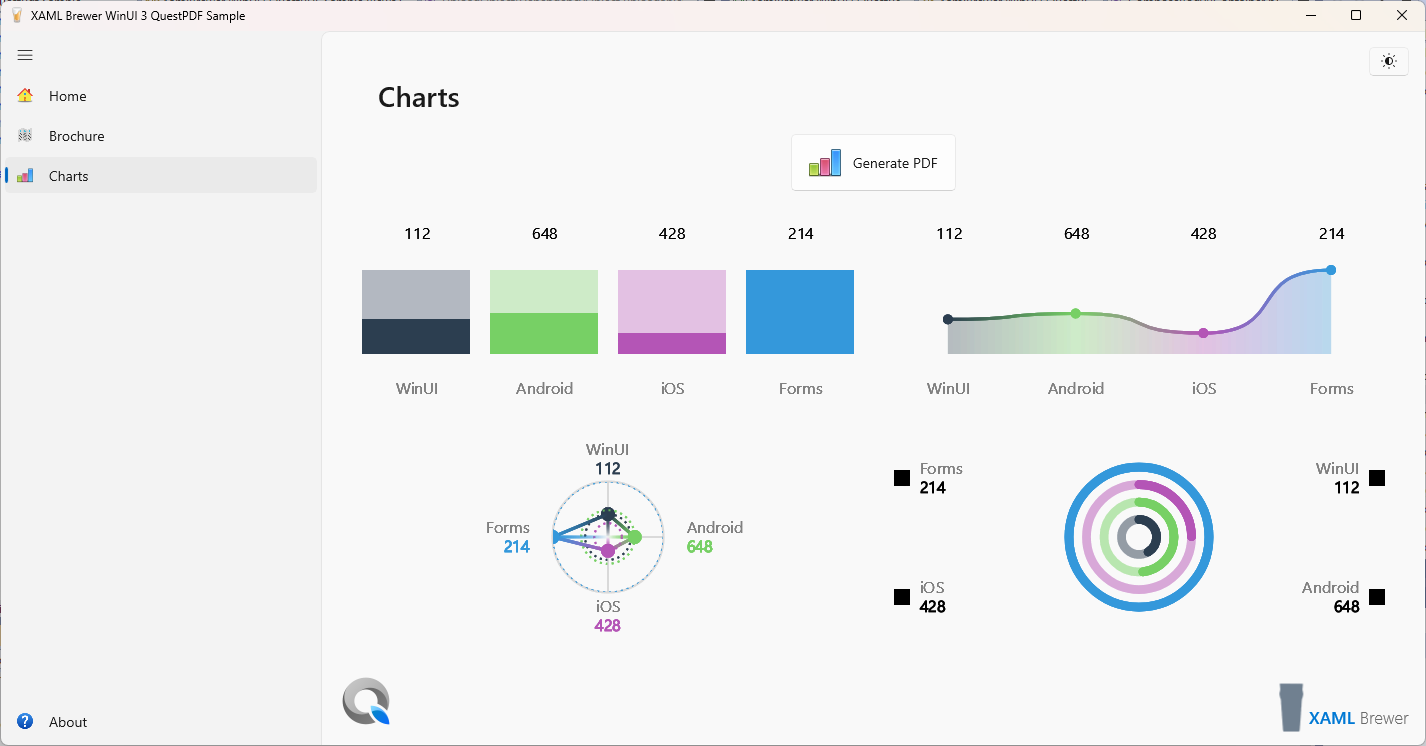 XAML Brewer WinUI 3 QuestPDF Sample
Home
Brochure
Charts
About
Charts
Generate PDF
112 648 428 214
WinUI Android iOS Forms
112 648 428 214
WinUI Android iOS Forms
WinUI
112
Forms
214
Android
648
iOS
428
Forms
214
WinUI
112
iOS
428
Android
648
XAML Brewer